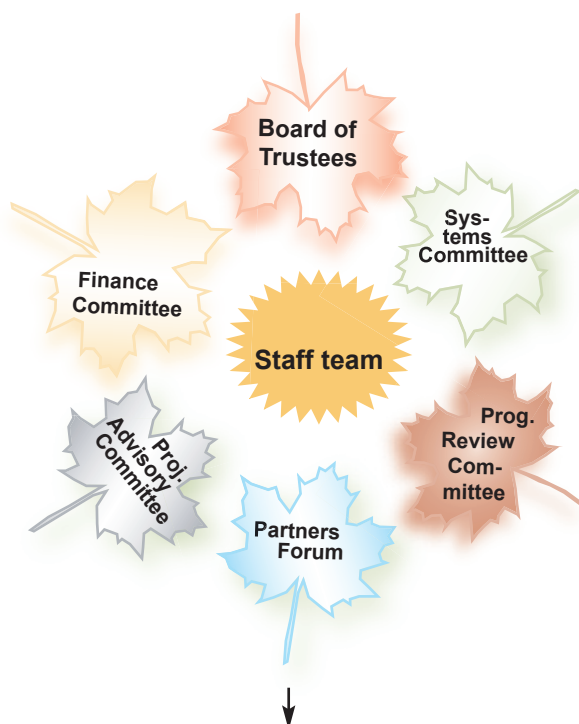 Board of
Trustees
Sys-
tems
Committee
Finance
Committee
Staff team
Prog.
Review
Com-
mittee
Proj.
Advisory
Committee
Partners
Forum